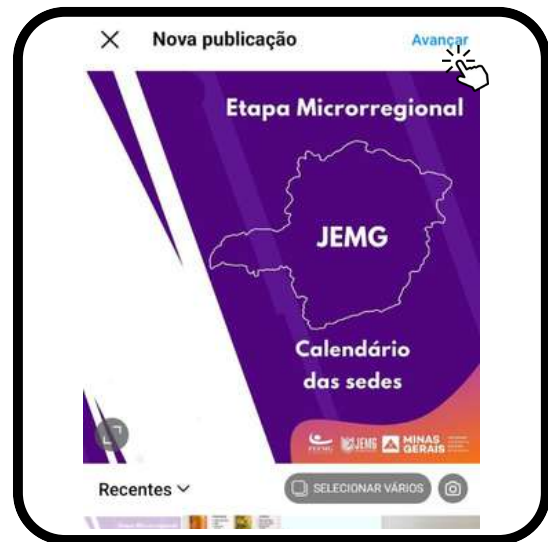 Nova publicação
Avançar
Etapa Microrregional
JEMG
Calendário
das sedes
JEMG
MINAS
GERAIS
Recentes
SELECIONAR VÁRIOS